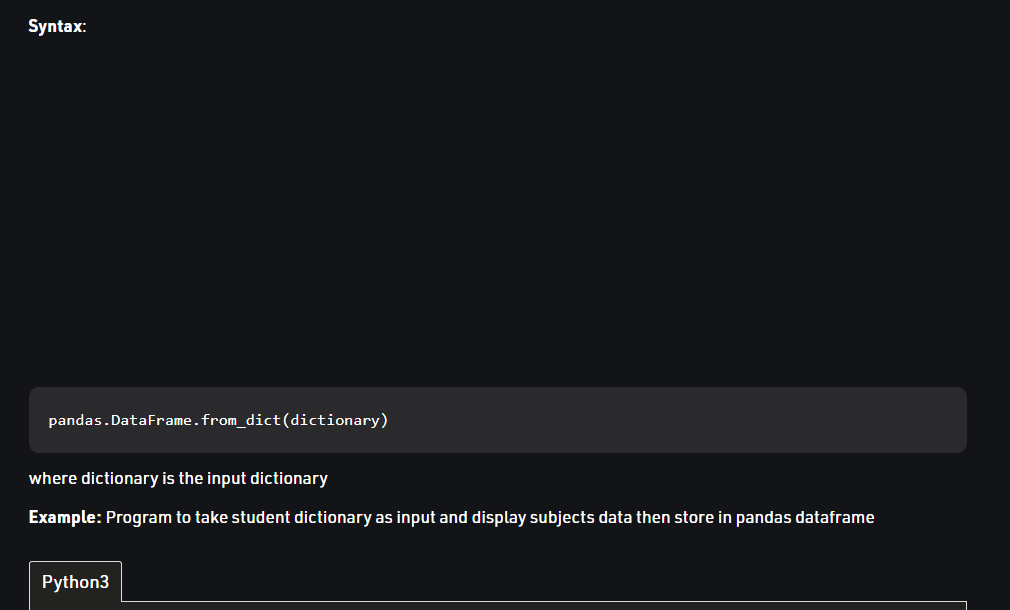 Syntax:
pandas.DataFrame.from_dict(dictionary)
where dictionary is the input dictionary
Example: Program to take student dictionary as input and display subjects data then store in pandas dataframe
Python3